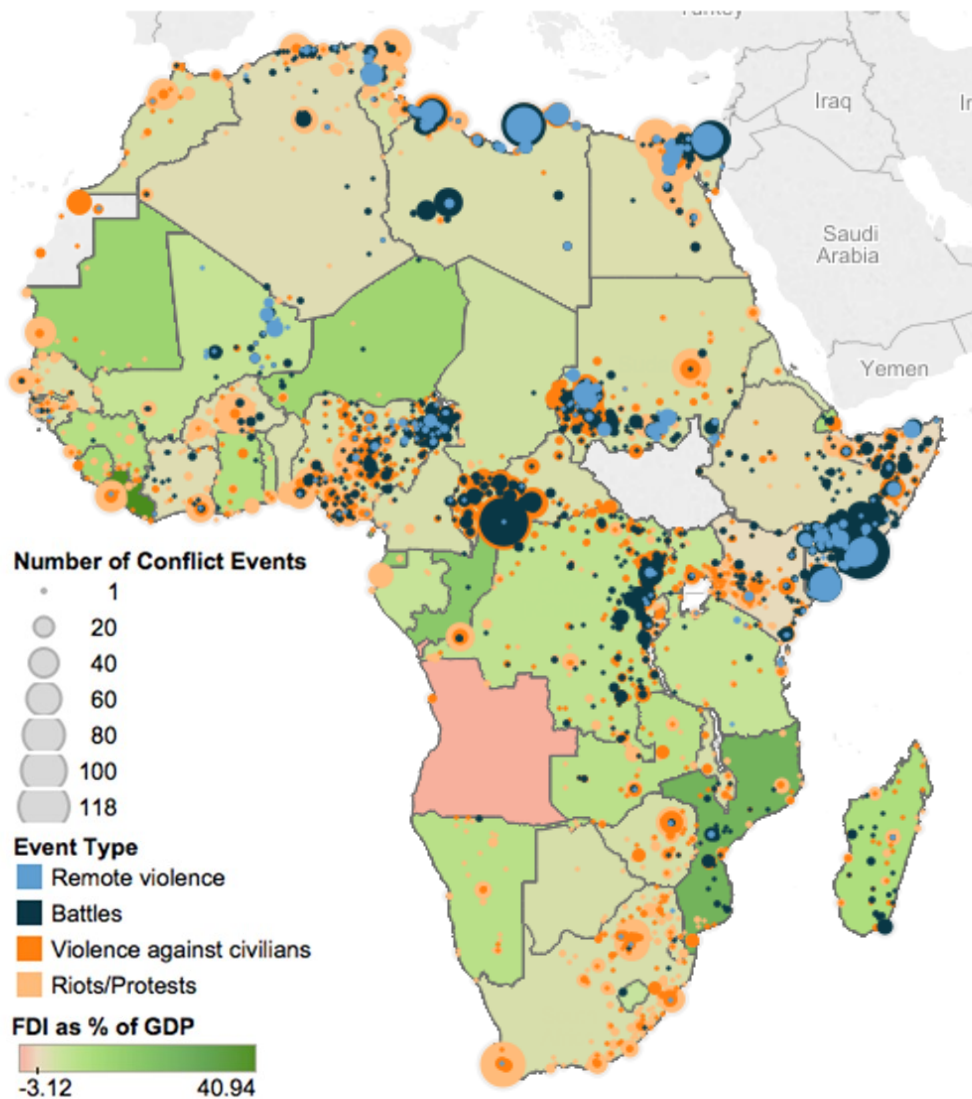 Iraq
Saudi
Arabia
Yemen
Number of Conflict Events
1
20
40
60
80
100
118
Event Type
Remote violence
Battles
Violence against civilians
Riots/Protests
FDI as % of GDP
-3.12 40.94